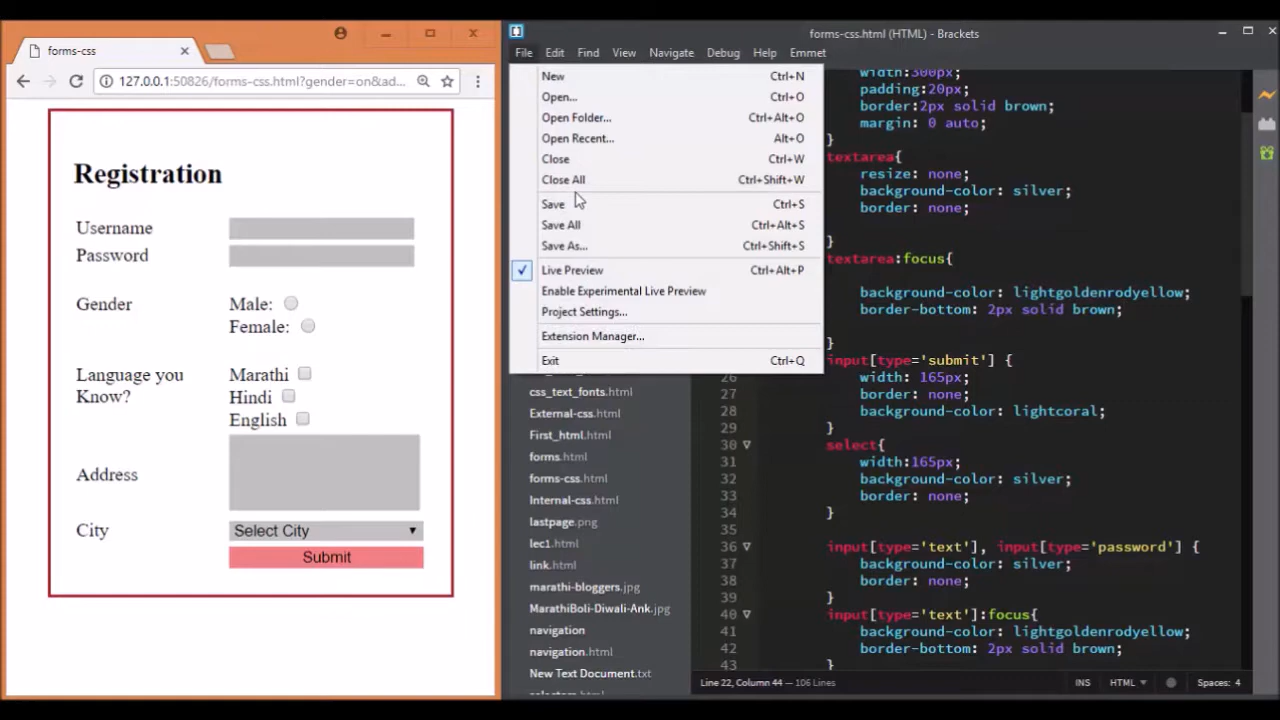 forms-css
127.0.0.1:50826/forms-css.html?gender=on&ad...
Registration
Username
Password
Gender
Male:
Female:
Language you
Know?
Marathi
Hindi
English
Address
City
Select City
Submit
forms-css.html (HTML) - Brackets
File Edit Find View Navigate Debug Help Emmet
New Ctrl+N
Open... Ctrl+O
Open Folder... Ctrl+Alt+O
Open Recent... Alt+O
Close Ctrl+W
Close All Ctrl+Shift+W
Save Ctrl+S
Save All Ctrl+Alt+S
Save As... Ctrl+Shift+S
Live Preview Ctrl+Alt+P
Enable Experimental Live Preview
Project Settings...
Extension Manager...
Exit Ctrl+Q
css_text_fonts.html
External-css.html
First_html.html
forms.html
forms-css.html
Internal-css.html
lastpage.png
lec1.html
link.html
marathi-bloggers.jpg
MarathiBoli-Diwali-Ank.jpg
navigation
navigation.html
New Text Document.txt
width:300px;
padding:20px;
border:2px solid brown;
margin: 0 auto;
}
textarea{
resize: none;
background-color: silver;
border: none;
}
textarea:focus{
background-color: lightgoldenrodyellow;
border-bottom: 2px solid brown;
}
input[type='submit'] {
26 width: 165px;
27 border: none;
28 background-color: lightcoral;
29 }
30 select{
31 width:165px;
32 background-color: silver;
33 border: none;
34 }
35
36 input[type='text'], input[type='password'] {
37 background-color: silver;
38 border: none;
39 }
40 input[type='text']:focus{
41 background-color: lightgoldenrodyellow;
42 border-bottom: 2px solid brown;
43 }
Line 22, Column 44 — 106 Lines
INS HTML Spaces: 4